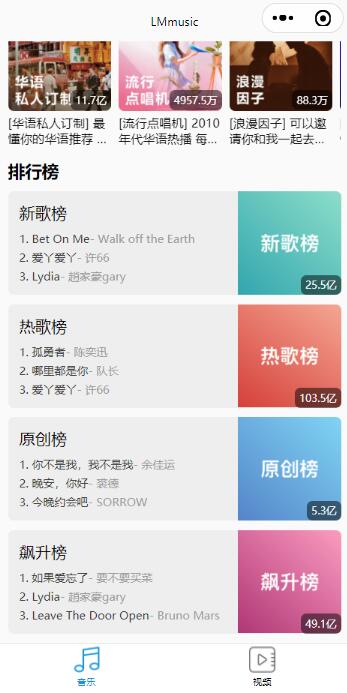 LMmusic
华语
私人订制
11.7亿
流行
点唱机
4957.5万
浪漫
因子
88.3万
[华语私人订制] 最
懂你的华语推荐 ...
[流行点唱机] 2010
年代华语热播 每...
[浪漫因子] 可以邀
请你和我一起去...
排行榜
新歌榜
1. Bet On Me- Walk off the Earth
2. 爱丫爱丫- 许66
3. Lydia- 趙家豪gary
新歌榜
25.5亿
热歌榜
1. 孤勇者- 陈奕迅
2. 哪里都是你- 队长
3. 爱丫爱丫- 许66
热歌榜
103.5亿
原创榜
1. 你不是我，我不是我- 余佳运
2. 晚安，你好- 裘德
3. 今晚约会吧- SORROW
原创榜
5.3亿
飙升榜
1. 如果爱忘了- 要不要买菜
2. Lydia- 趙家豪gary
3. Leave The Door Open- Bruno Mars
飙升榜
49.1亿
音乐
视频